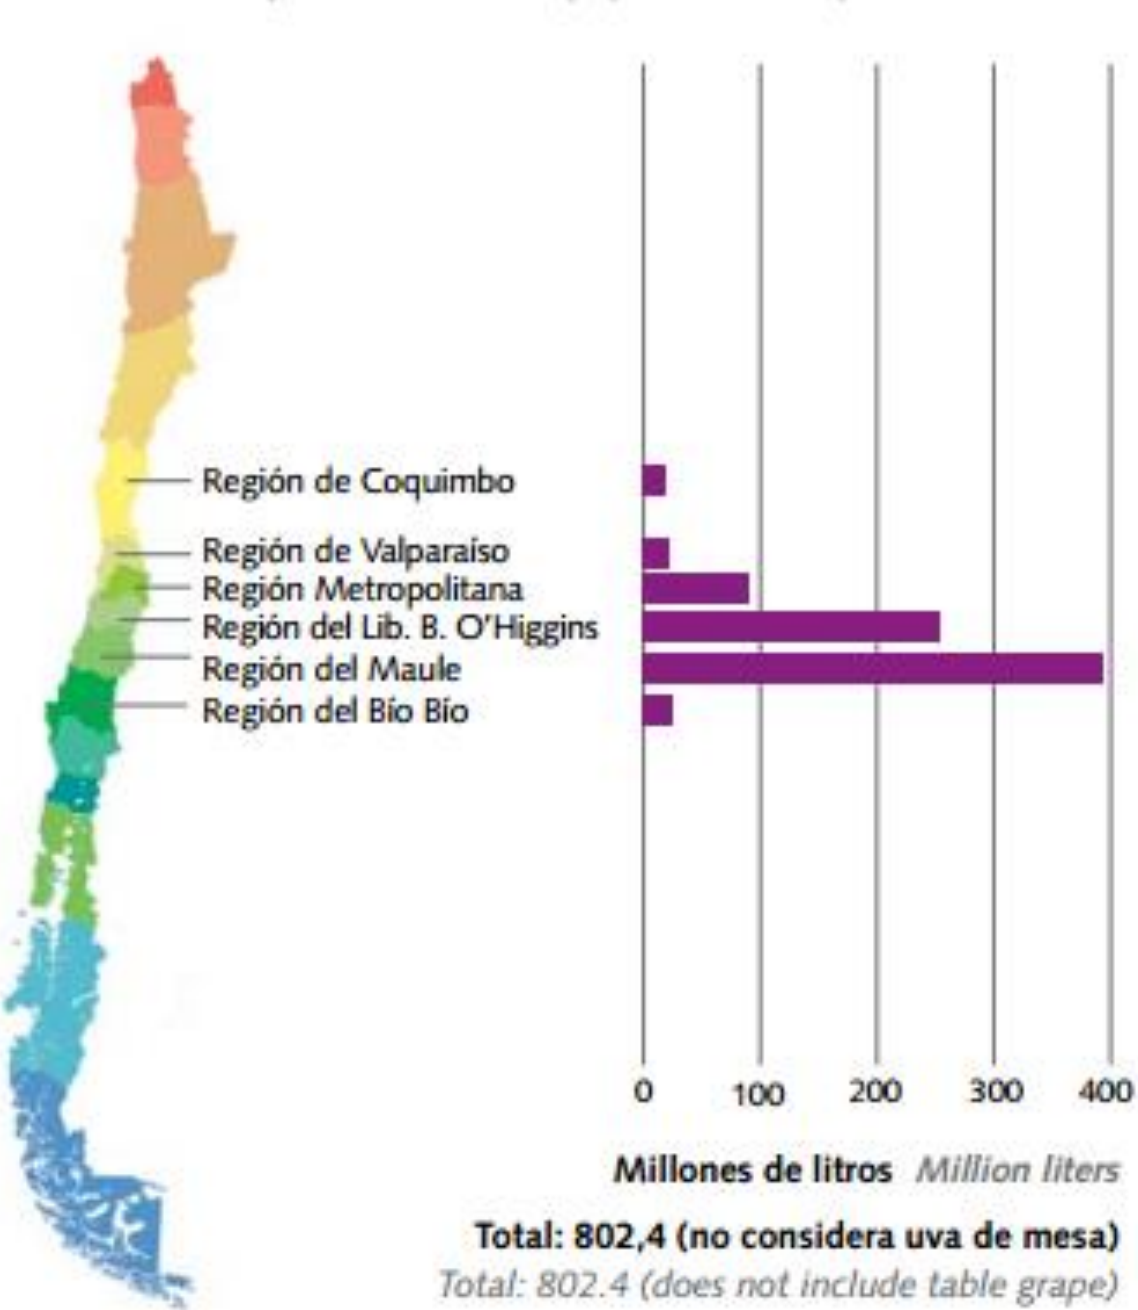 Región de Coquimbo
Región de Valparaíso
Región Metropolitana
Región del Lib. B. O'Higgins
Región del Maule
Región del Bío Bío
0 100 200 300 400
Millones de litros Million liters
Total: 802,4 (no considera uva de mesa)
Total: 802.4 (does not include table grape)